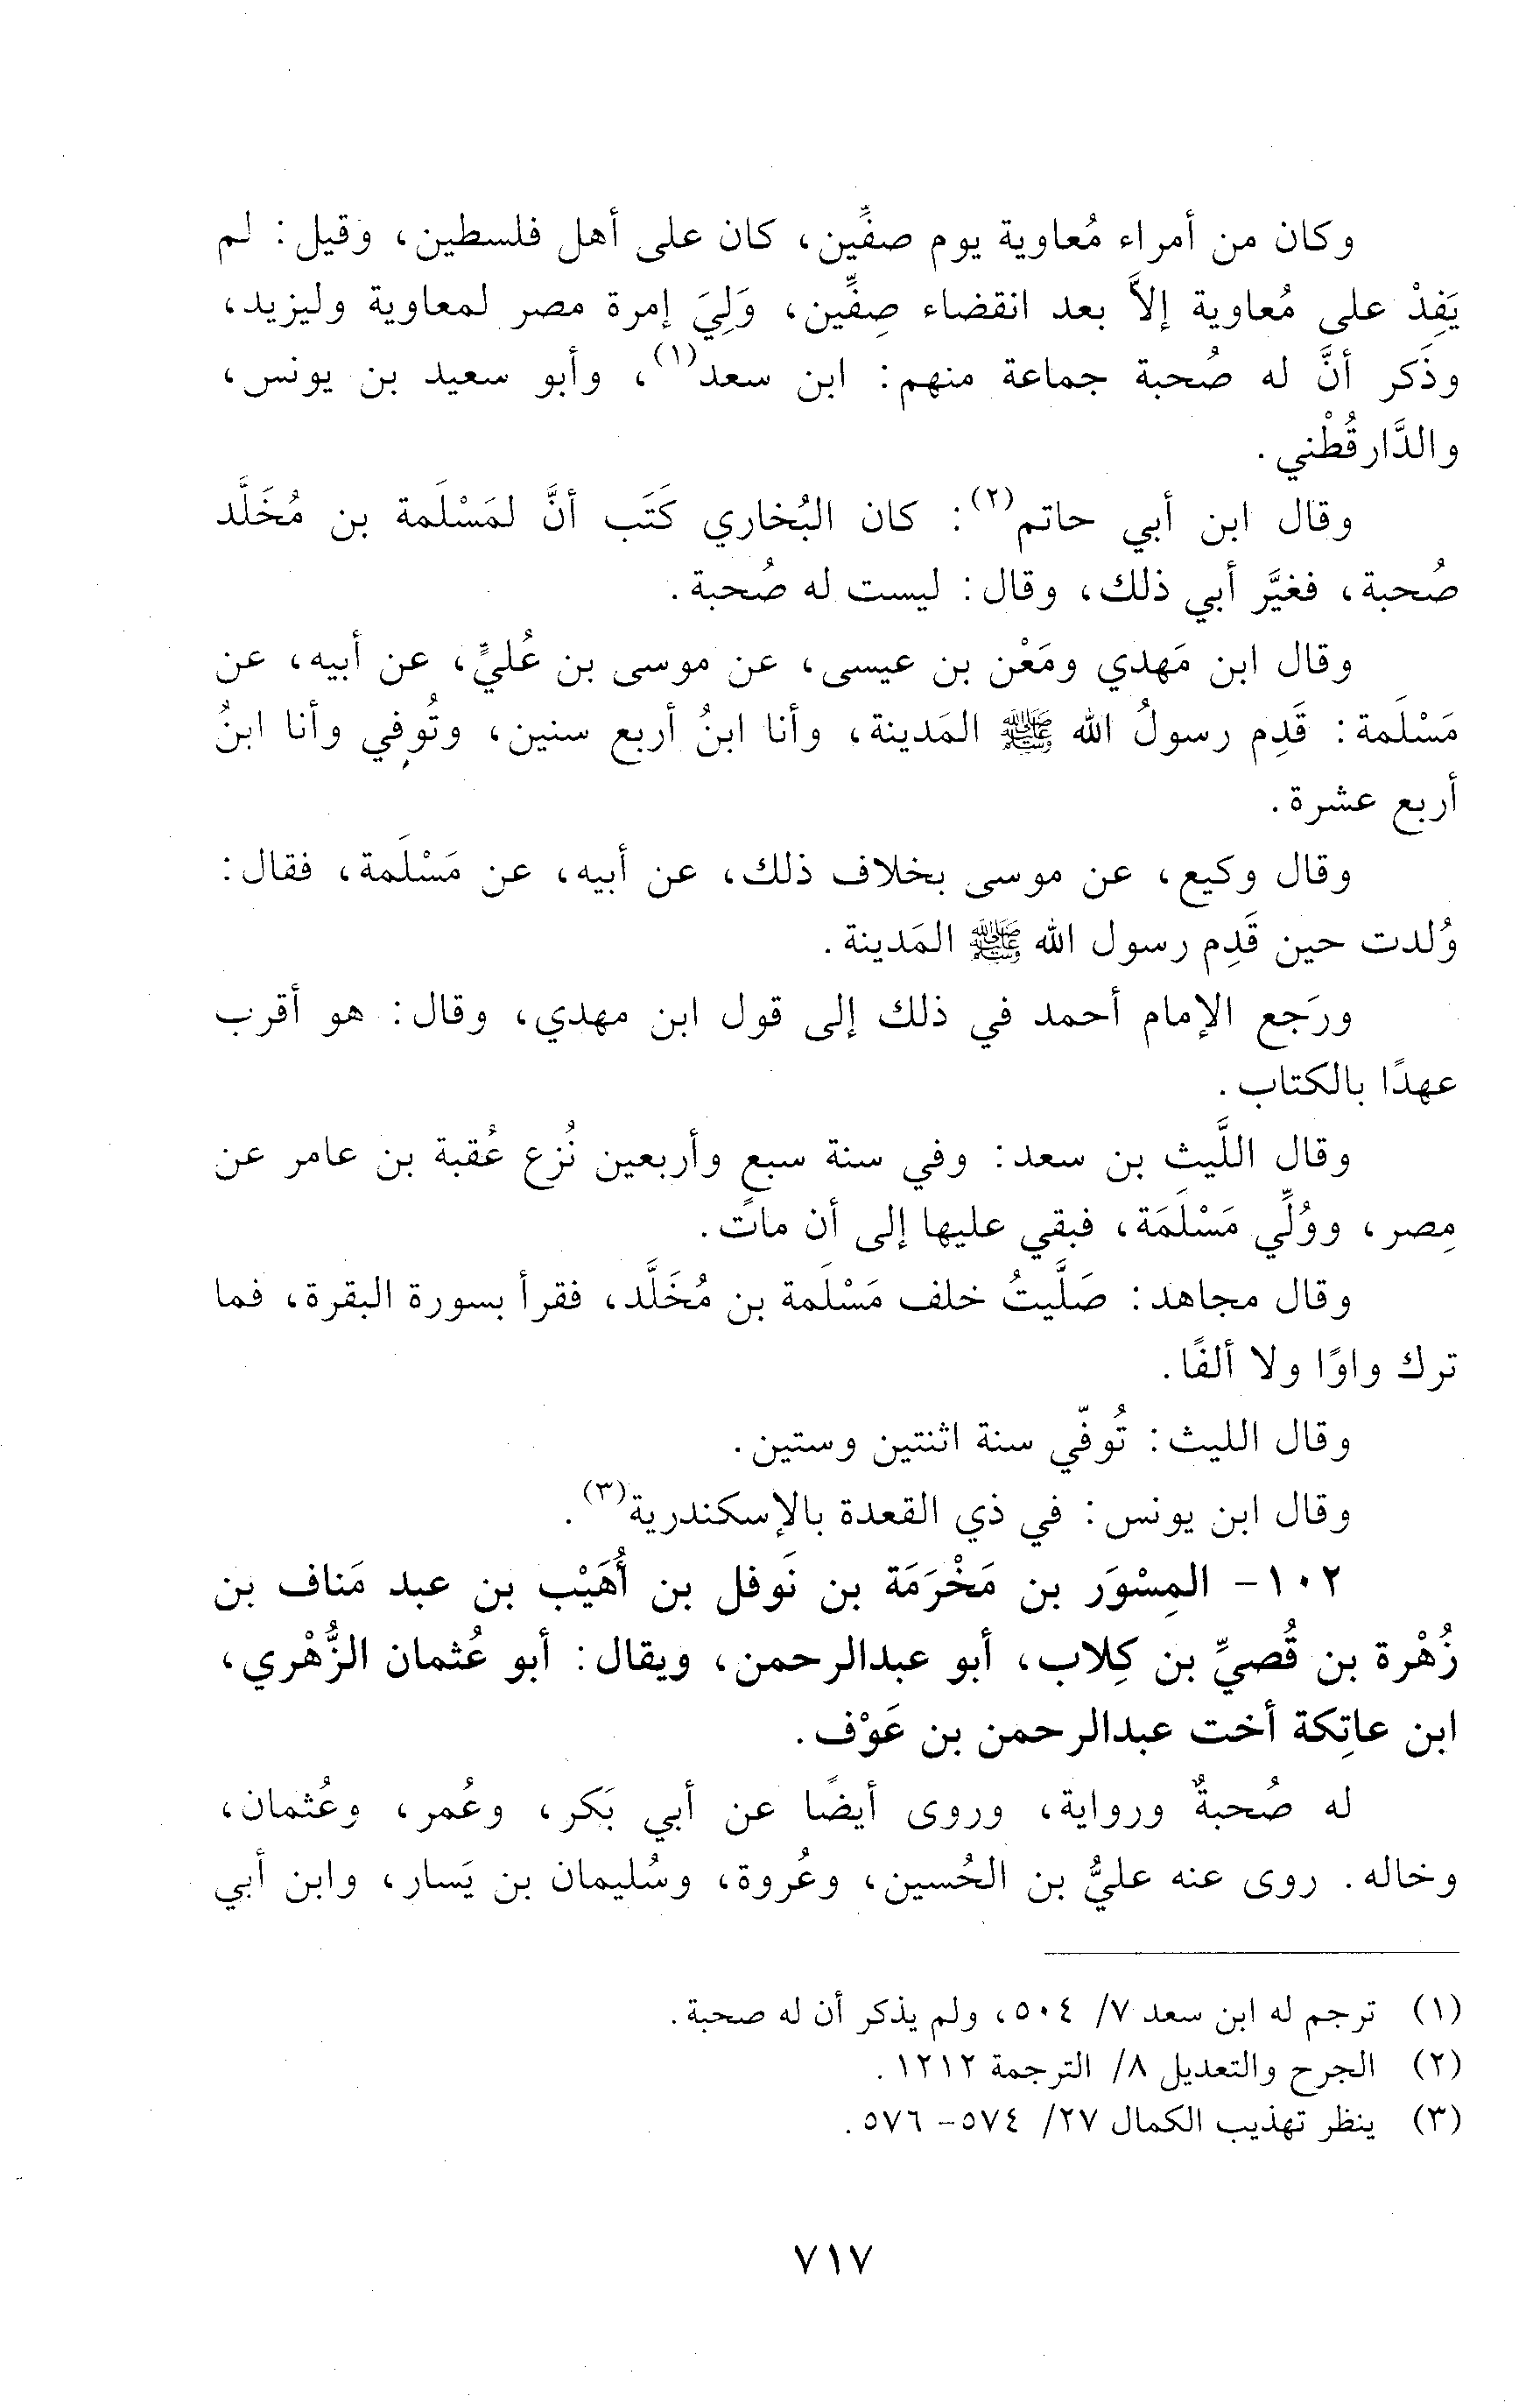 وكان من أمراء مُعاوية يوم صفِّين، كان على أهل فلسطين، وقيل: لم
يَفِدْ على مُعاوية إلاَّ بعد انقضاء صِفِّين، وَلِيَ إمرة مصر لمعاوية وليزيد،
وذَكر أنَّ له صُحبة جماعة منهم: ابن سعد(١)، وأبو سعيد بن يونس،
والدَّارقُطْني.
وقال ابن أبي حاتم(٢): كان البُخاري كَتَب أنَّ لمَسْلَمة بن مُخَلَّد
صُحبة، فغيَّر أبي ذلك، وقال: ليست له صُحبة.
وقال ابن مَهدي ومَعْن بن عيسى، عن موسى بن عُليٍّ، عن أبيه، عن
مَسْلَمة: قَدِم رسولُ الله ﷺ المَدينة، وأنا ابنُ أربع سنين، وتُوفِي وأنا ابنُ
أربع عشرة.
وقال وكيع، عن موسى بخلاف ذلك، عن أبيه، عن مَسْلَمة، فقال:
وُلدت حين قَدِم رسول الله ﷺ المَدينة.
ورَجع الإمام أحمد في ذلك إلى قول ابن مهدي، وقال: هو أقرب
عهدًا بالكتاب.
وقال اللَّيث بن سعد: وفي سنة سبع وأربعين نُزع عُقبة بن عامر عن
مِصر، ووُلِّي مَسْلَمَة، فبقي عليها إلى أن مات.
وقال مجاهد: صَلَّيتُ خلف مَسْلَمة بن مُخَلَّد، فقرأ بسورة البقرة، فما
ترك واوًا ولا ألفًا.
وقال الليث: تُوفّي سنة اثنتين وستين.
وقال ابن يونس: في ذي القعدة بالإسكندرية(٣).
١٠٢- المِسْوَر بن مَخْرَمَة بن نَوفل بن أُهَيْب بن عبد مَناف بن
زُهْرة بن قُصيِّ بن كِلاب، أبو عبدالرحمن، ويقال: أبو عُثمان الزُّهْري،
ابن عاتِكة أخت عبدالرحمن بن عَوْف.
له صُحبةٌ ورواية، وروى أيضًا عن أبي بَكر، وعُمر، وعُثمان،
وخاله. روى عنه عليُّ بن الحُسين، وعُروة، وسُليمان بن يَسار، وابن أبي
(١) ترجم له ابن سعد ٧/ ٥٠٤، ولم يذكر أن له صحبة.
(٢) الجرح والتعديل ٨/ الترجمة ١٢١٢.
(٣) ينظر تهذيب الكمال ٢٧/ ٥٧٤- ٥٧٦.
٧١٧